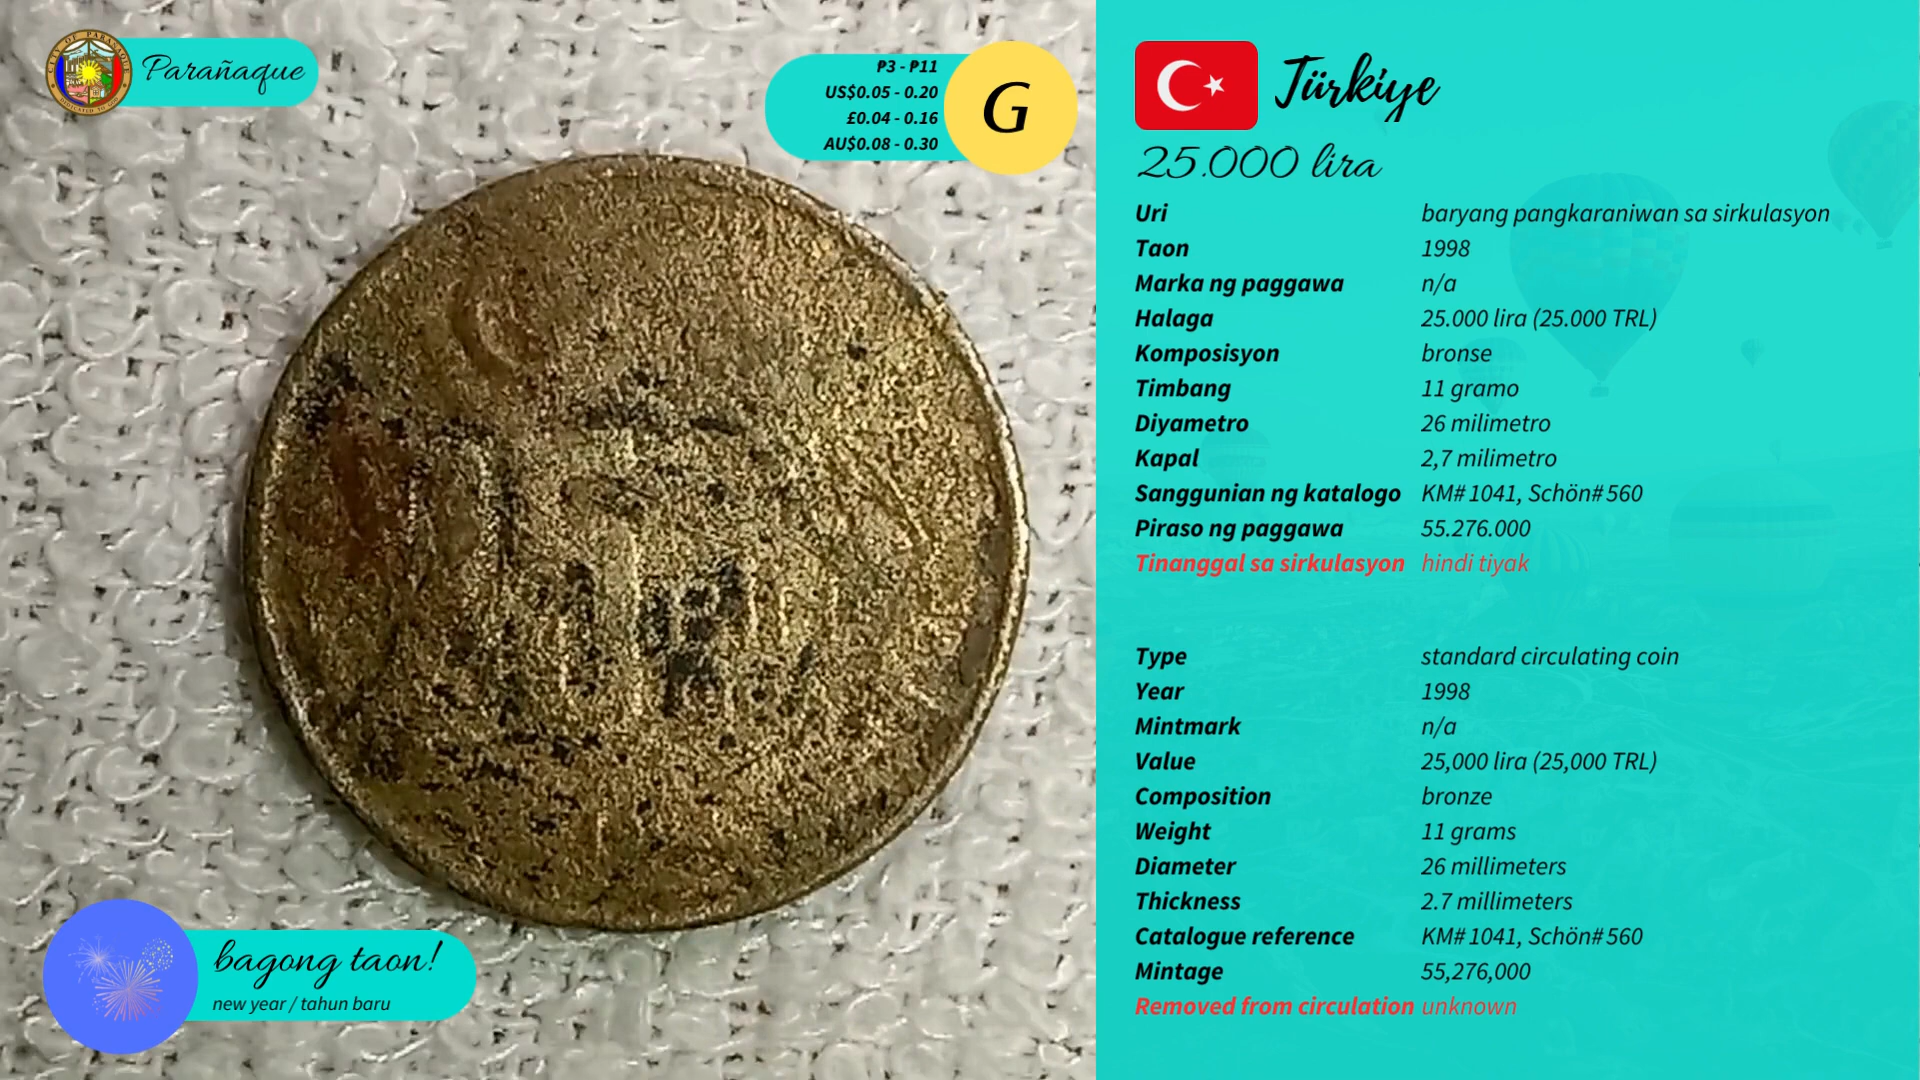 CITY OF PARAÑAQUE
Parañaque
₱3 - ₱11
US$0.05 - 0.20
£0.04 - 0.16
AU$0.08 - 0.30
G
bagong taon!
new year / tahun baru
Türkiye
25.000 lira
Uri baryang pangkaraniwan sa sirkulasyon
Taon 1998
Marka ng paggawa n/a
Halaga 25.000 lira (25.000 TRL)
Komposisyon bronse
Timbang 11 gramo
Diyametro 26 milimetro
Kapal 2,7 milimetro
Sanggunian ng katalogo KM# 1041, Schön# 560
Piraso ng paggawa 55.276.000
Tinanggal sa sirkulasyon hindi tiyak
Type standard circulating coin
Year 1998
Mintmark n/a
Value 25,000 lira (25,000 TRL)
Composition bronze
Weight 11 grams
Diameter 26 millimeters
Thickness 2.7 millimeters
Catalogue reference KM# 1041, Schön# 560
Mintage 55,276,000
Removed from circulation unknown